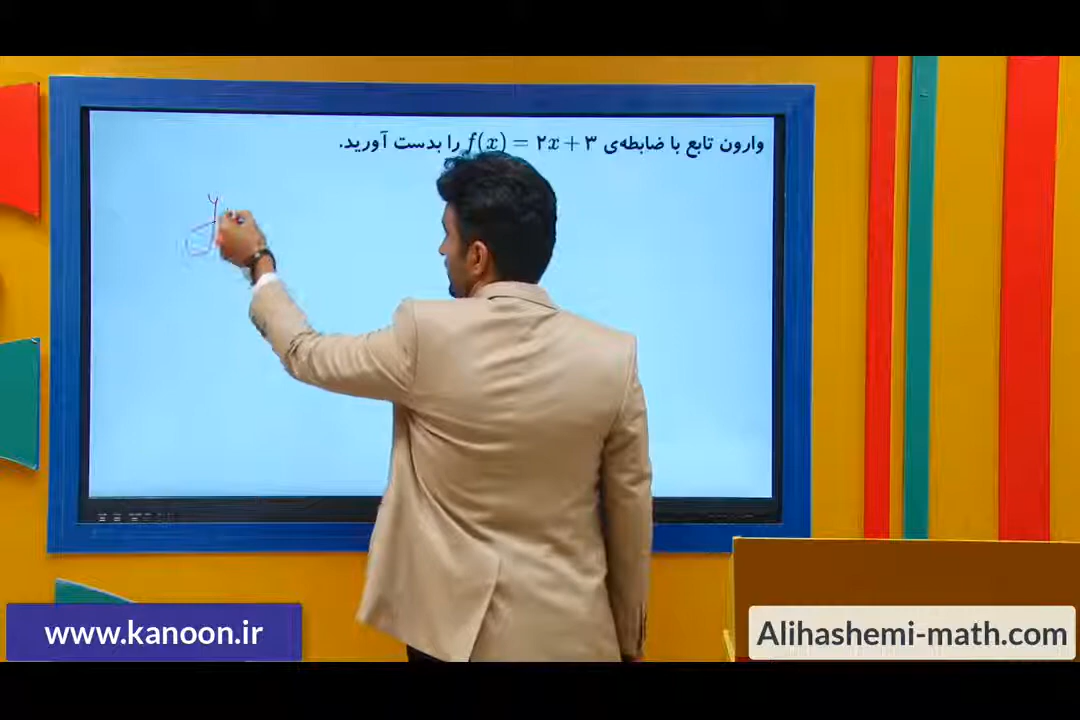 وارون تابع با ضابطه‌ی f(x) = ۲x + ۳ را بدست آورید.
y
www.kanoon.ir
Alihashemi-math.com